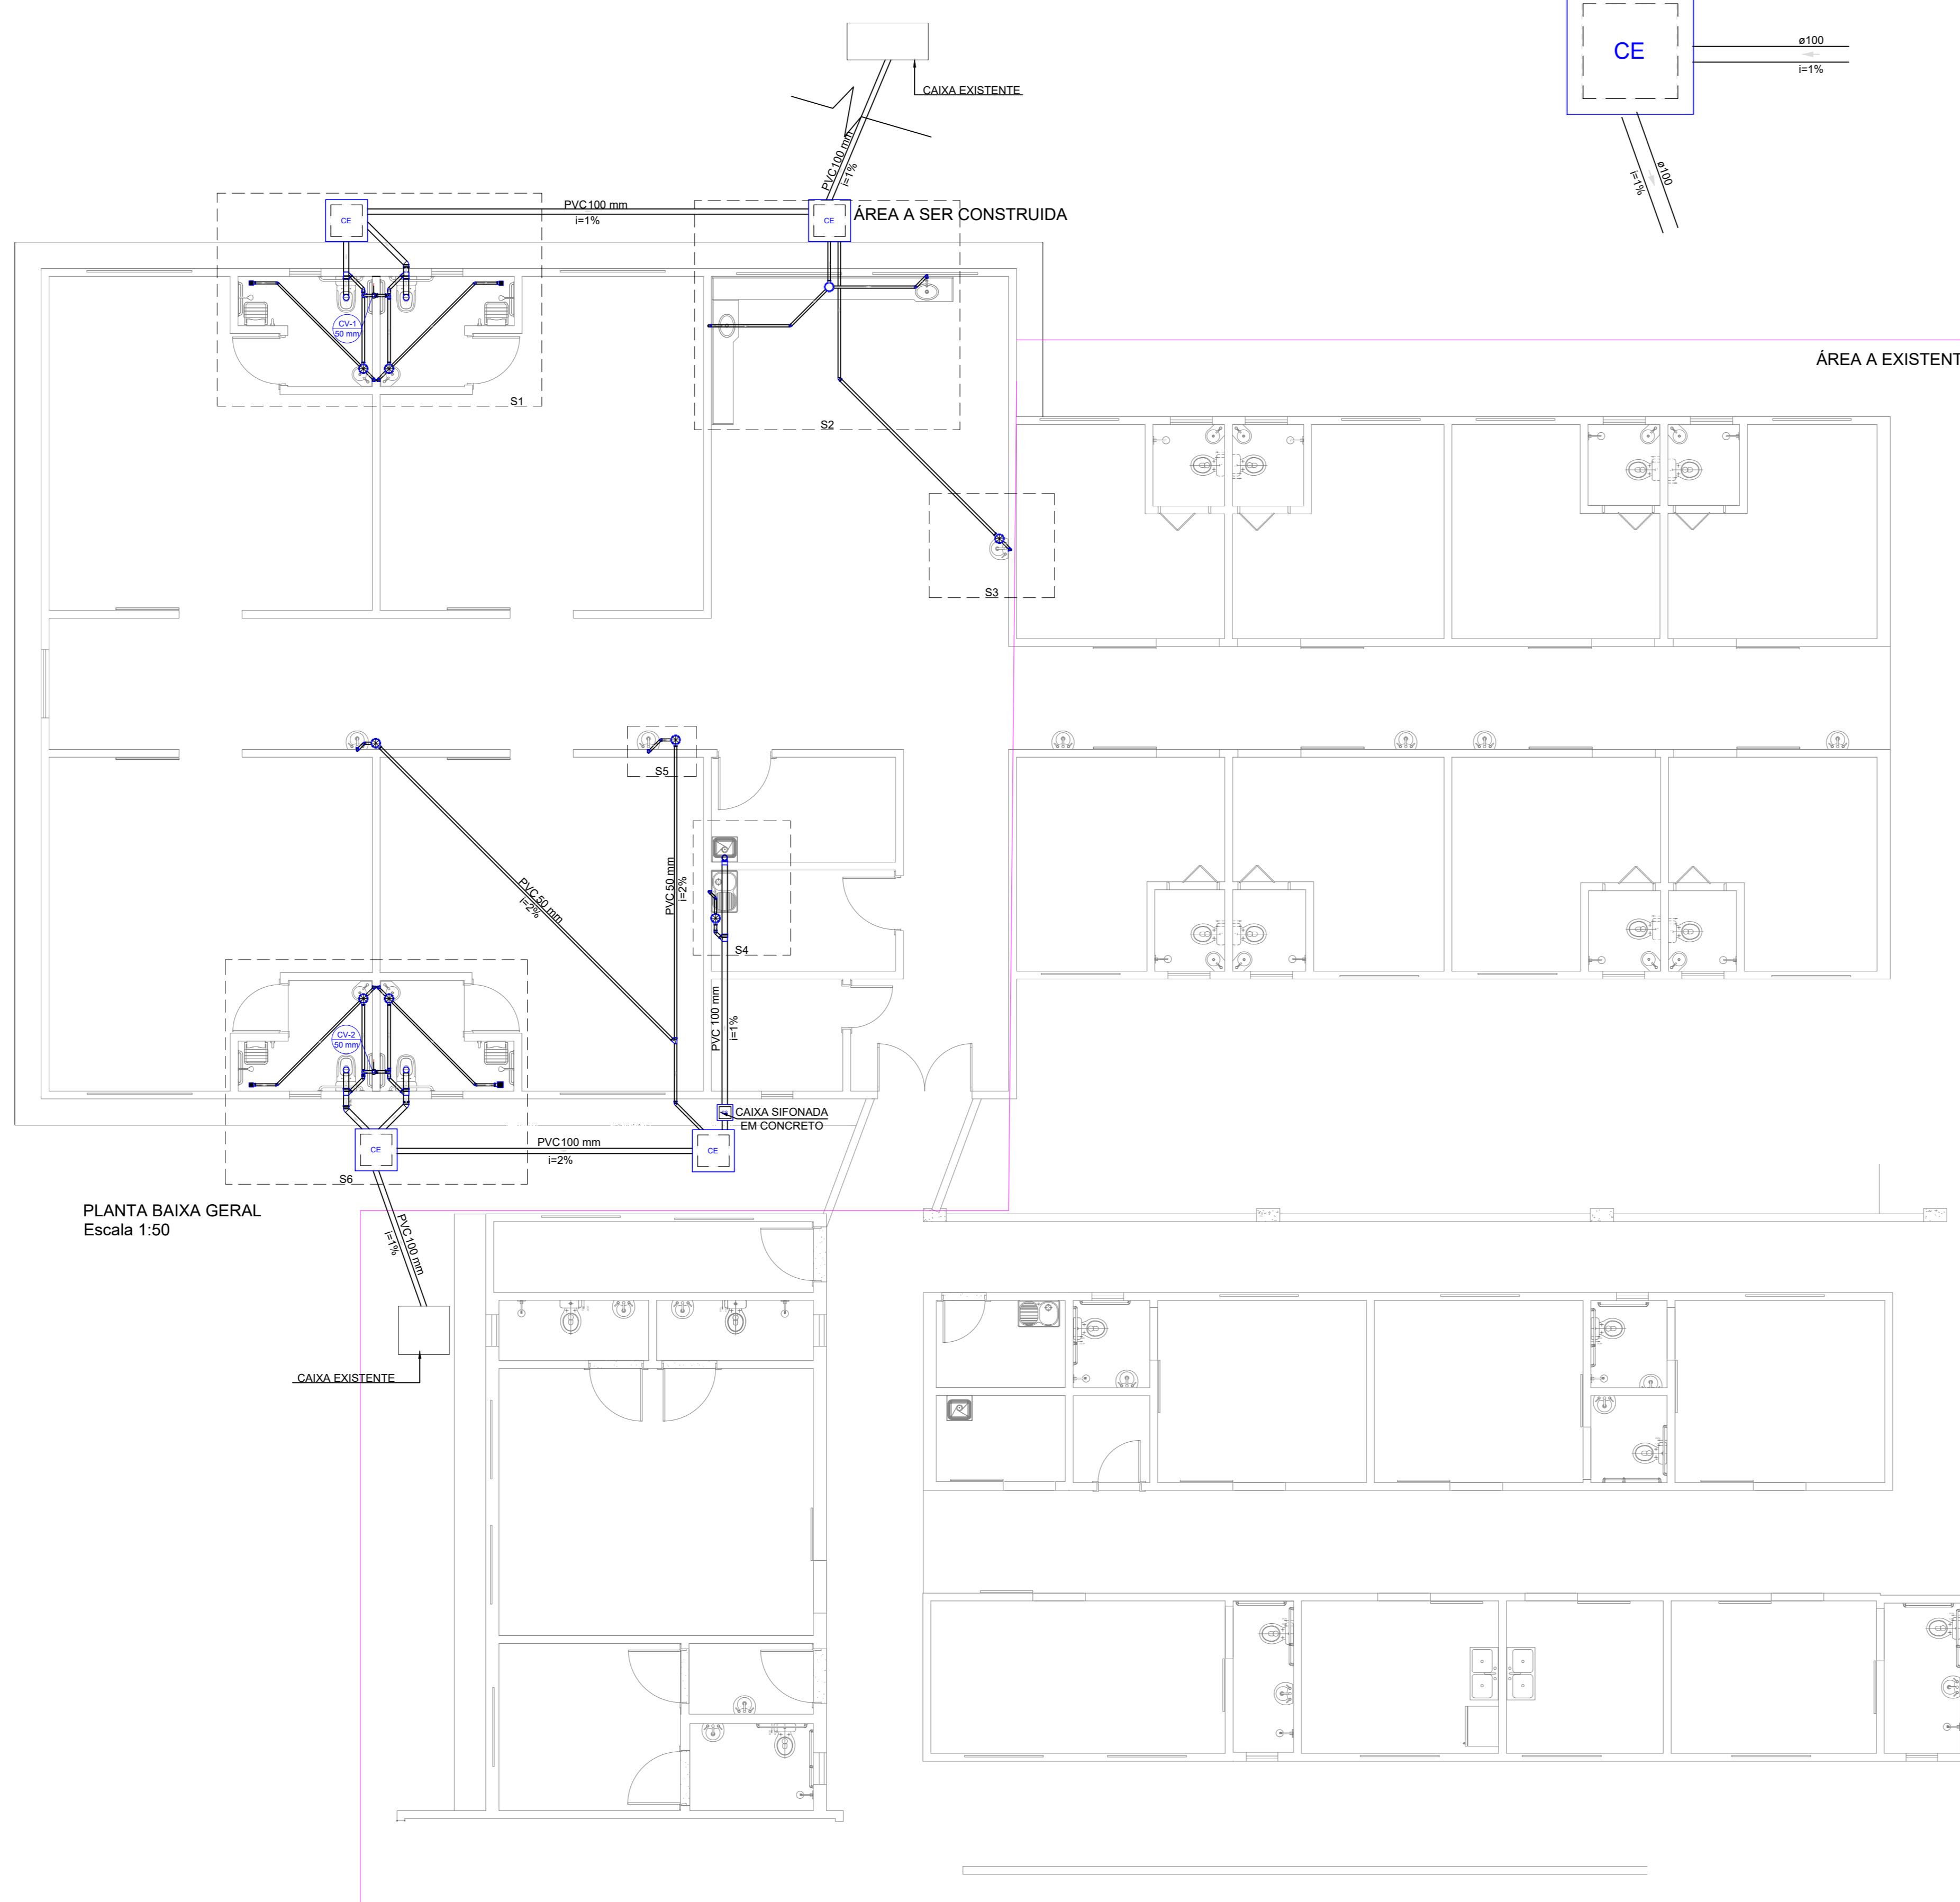 CE
ø100
i=1%
ø100
i=1%
CAIXA EXISTENTE
PVC100 mm
i=1%
CE
PVC100 mm
i=1%
CE
ÁREA A SER CONSTRUIDA
CV-1
50 mm
S1
S2
ÁREA A EXISTENT
S3
S5
PVC 50 mm
i=2%
PVC 50 mm
i=2%
S4
PVC 100 mm
i=1%
CV-2
50 mm
CAIXA SIFONADA
EM CONCRETO
CE
PVC100 mm
i=2%
CE
S6
PLANTA BAIXA GERAL
Escala 1:50
PVC100 mm
i=1%
CAIXA EXISTENTE